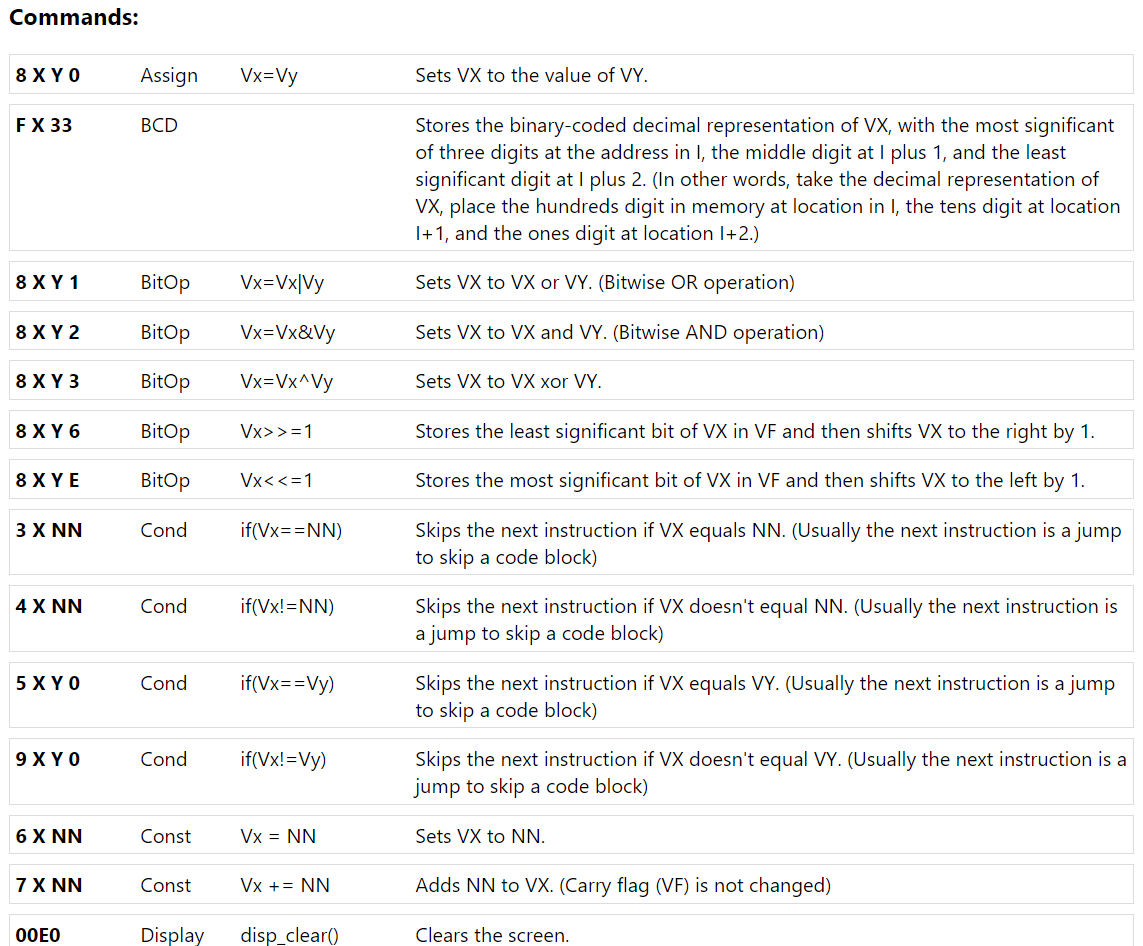 Commands:
8 X Y 0 Assign Vx=Vy Sets VX to the value of VY.
F X 33 BCD Stores the binary-coded decimal representation of VX, with the most significant
of three digits at the address in I, the middle digit at I plus 1, and the least
significant digit at I plus 2. (In other words, take the decimal representation of
VX, place the hundreds digit in memory at location in I, the tens digit at location
I+1, and the ones digit at location I+2.)
8 X Y 1 BitOp Vx=Vx|Vy Sets VX to VX or VY. (Bitwise OR operation)
8 X Y 2 BitOp Vx=Vx&Vy Sets VX to VX and VY. (Bitwise AND operation)
8 X Y 3 BitOp Vx=Vx^Vy Sets VX to VX xor VY.
8 X Y 6 BitOp Vx>>=1 Stores the least significant bit of VX in VF and then shifts VX to the right by 1.
8 X Y E BitOp Vx<<=1 Stores the most significant bit of VX in VF and then shifts VX to the left by 1.
3 X NN Cond if(Vx==NN) Skips the next instruction if VX equals NN. (Usually the next instruction is a jump
to skip a code block)
4 X NN Cond if(Vx!=NN) Skips the next instruction if VX doesn't equal NN. (Usually the next instruction is
a jump to skip a code block)
5 X Y 0 Cond if(Vx==Vy) Skips the next instruction if VX equals VY. (Usually the next instruction is a jump
to skip a code block)
9 X Y 0 Cond if(Vx!=Vy) Skips the next instruction if VX doesn't equal VY. (Usually the next instruction is a
jump to skip a code block)
6 X NN Const Vx = NN Sets VX to NN.
7 X NN Const Vx += NN Adds NN to VX. (Carry flag (VF) is not changed)
00E0 Display disp_clear() Clears the screen.